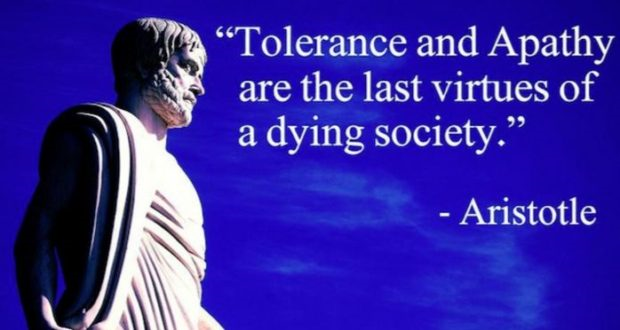 “Tolerance and Apathy
are the last virtues of
a dying society.”
- Aristotle